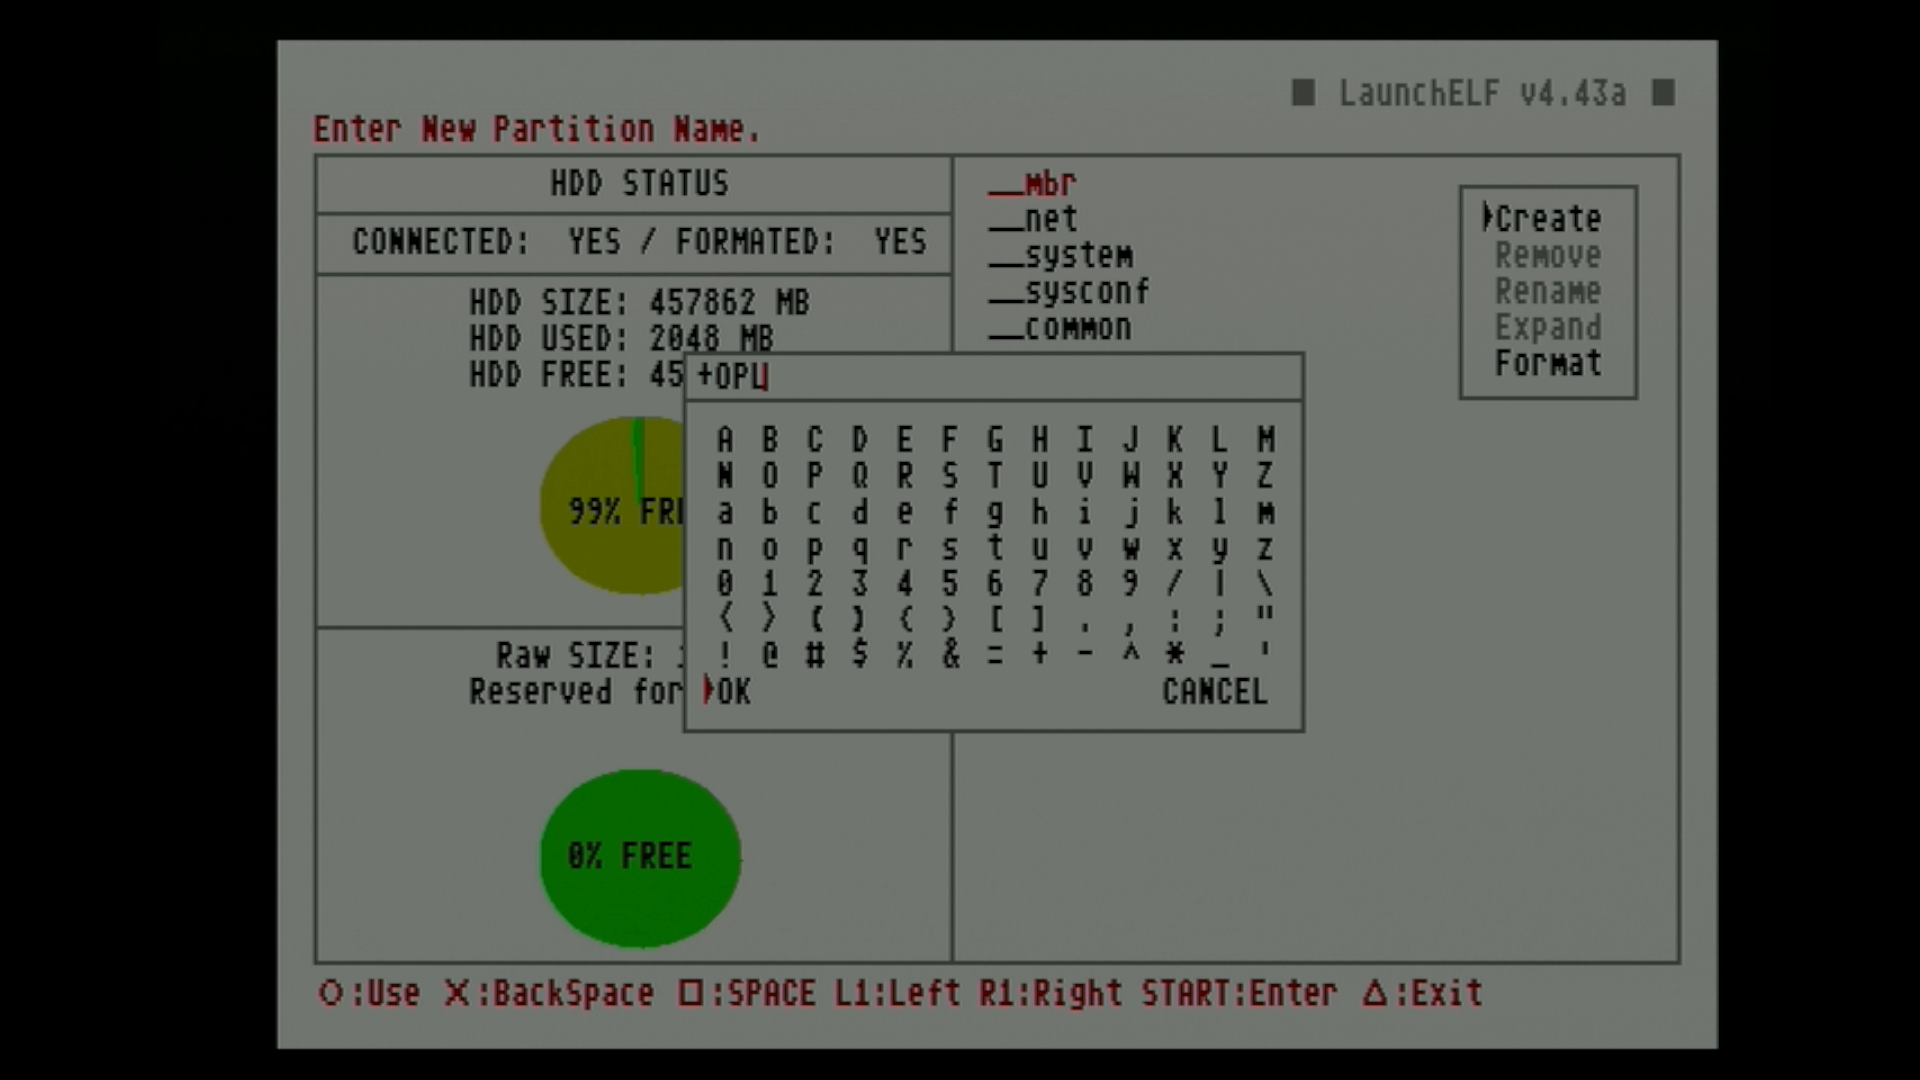 ■ LaunchELF v4.43a ■
Enter New Partition Name.
HDD STATUS
CONNECTED: YES / FORMATED: YES
HDD SIZE: 457862 MB
HDD USED: 2048 MB
HDD FREE: 45
99% FRE
Raw SIZE:
Reserved for
0% FREE
__mbr
__net
__system
__sysconf
__common
Create
Remove
Rename
Expand
Format
+OPL
A B C D E F G H I J K L M
N O P Q R S T U V W X Y Z
a b c d e f g h i j k l m
n o p q r s t u v w x y z
0 1 2 3 4 5 6 7 8 9 / | \
< > ( ) { } [ ] . , : ; "
! @ # $ % & = + - ^ * _ '
OK CANCEL
○:Use ×:BackSpace □:SPACE L1:Left R1:Right START:Enter △:Exit